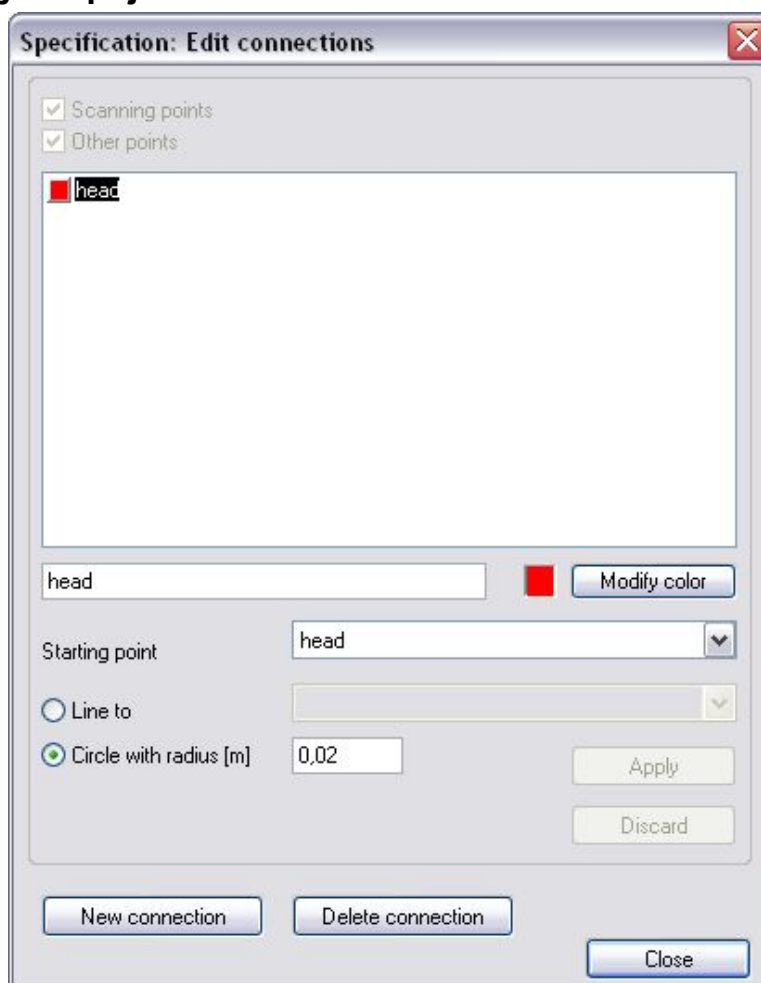 Specification: Edit connections
Scanning points
Other points
head
head
Modify color
Starting point
head
Line to
Circle with radius [m]
0,02
Apply
Discard
New connection
Delete connection
Close